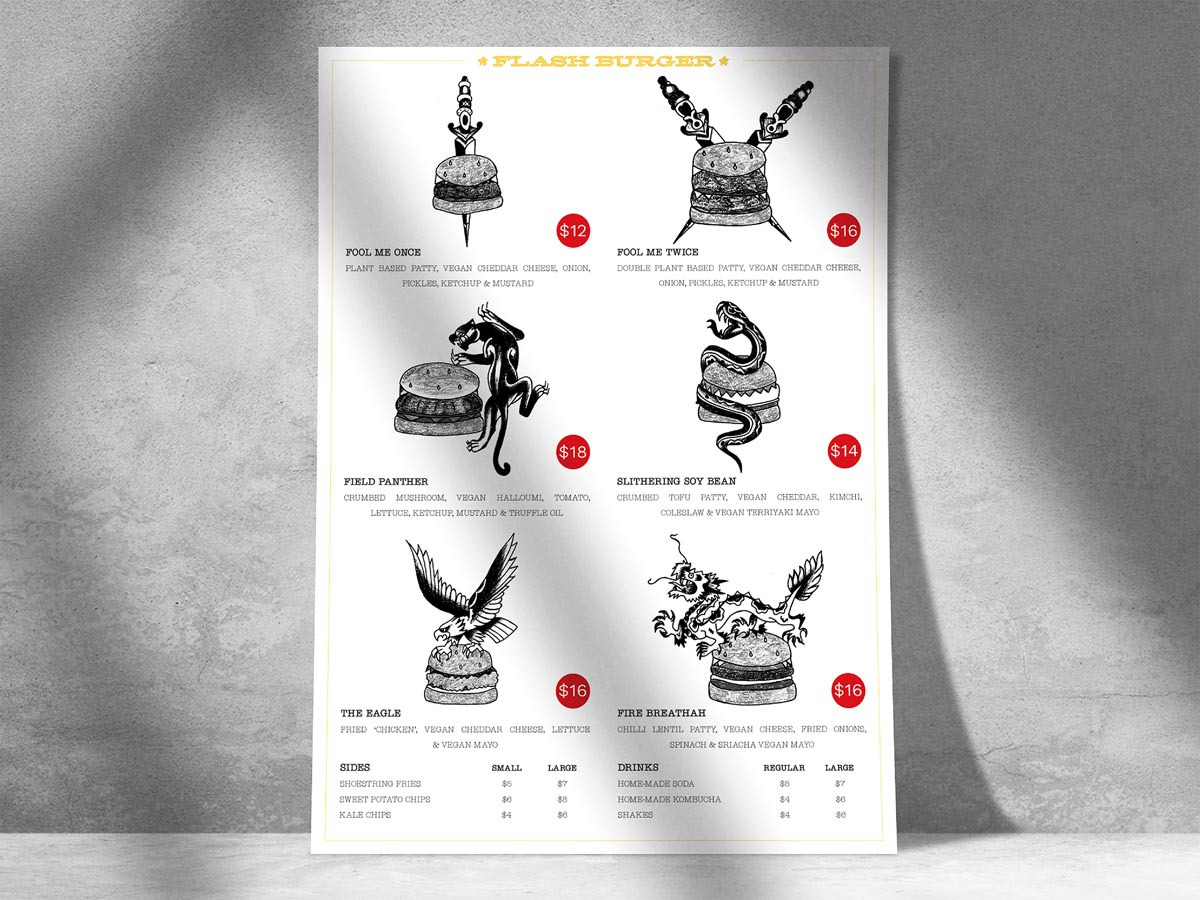 FLASH BURGER
$12
FOOL ME ONCE
PLANT BASED PATTY, VEGAN CHEDDAR CHEESE, ONION,
PICKLES, KETCHUP & MUSTARD
$16
FOOL ME TWICE
DOUBLE PLANT BASED PATTY, VEGAN CHEDDAR CHEESE,
ONION, PICKLES, KETCHUP & MUSTARD
$18
FIELD PANTHER
CRUMBED MUSHROOM, VEGAN HALLOUMI, TOMATO,
LETTUCE, KETCHUP, MUSTARD & TRUFFLE OIL
$14
SLITHERING SOY BEAN
CRUMBED TOFU PATTY, VEGAN CHEDDAR, KIMCHI,
COLESLAW & VEGAN TERRIYAKI MAYO
$16
THE EAGLE
FRIED 'CHICKEN', VEGAN CHEDDAR CHEESE, LETTUCE
& VEGAN MAYO
$16
FIRE BREATHAH
CHILLI LENTIL PATTY, VEGAN CHEESE, FRIED ONIONS,
SPINACH & SRIACHA VEGAN MAYO
SIDES SMALL LARGE
SHOESTRING FRIES $5 $7
SWEET POTATO CHIPS $6 $8
KALE CHIPS $4 $6
DRINKS REGULAR LARGE
HOME-MADE SODA $5 $7
HOME-MADE KOMBUCHA $4 $6
SHAKES $4 $6